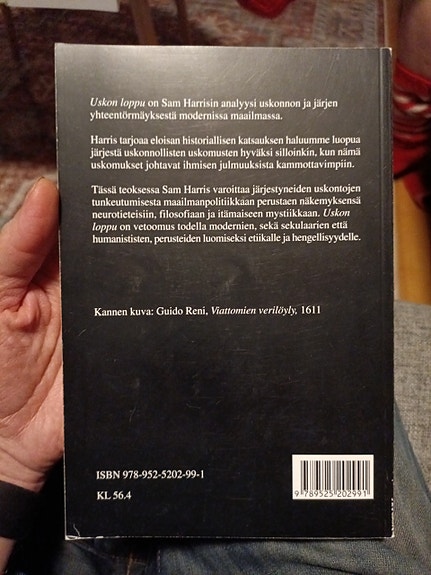 Uskon loppu on Sam Harrisin analyysi uskonnon ja järjen
yhteentörmäyksestä modernissa maailmassa.
Harris tarjoaa eloisan historiallisen katsauksen haluumme luopua
järjestä uskonnollisten uskomusten hyväksi silloinkin, kun nämä
uskomukset johtavat ihmisen julmuuksista kammottavimpiin.
Tässä teoksessa Sam Harris varoittaa järjestyneiden uskontojen
tunkeutumisesta maailmanpolitiikkaan perustaen näkemyksensä
neurotieteisiin, filosofiaan ja itämaiseen mystiikkaan. Uskon
loppu on vetoomus todella modernien, sekä sekulaarien että
humanististen, perusteiden luomiseksi etiikalle ja hengellisyydelle.
Kannen kuva: Guido Reni, Viattomien verilöyly, 1611
ISBN 978-952-5202-99-1
KL 56.4
9 789525 202991